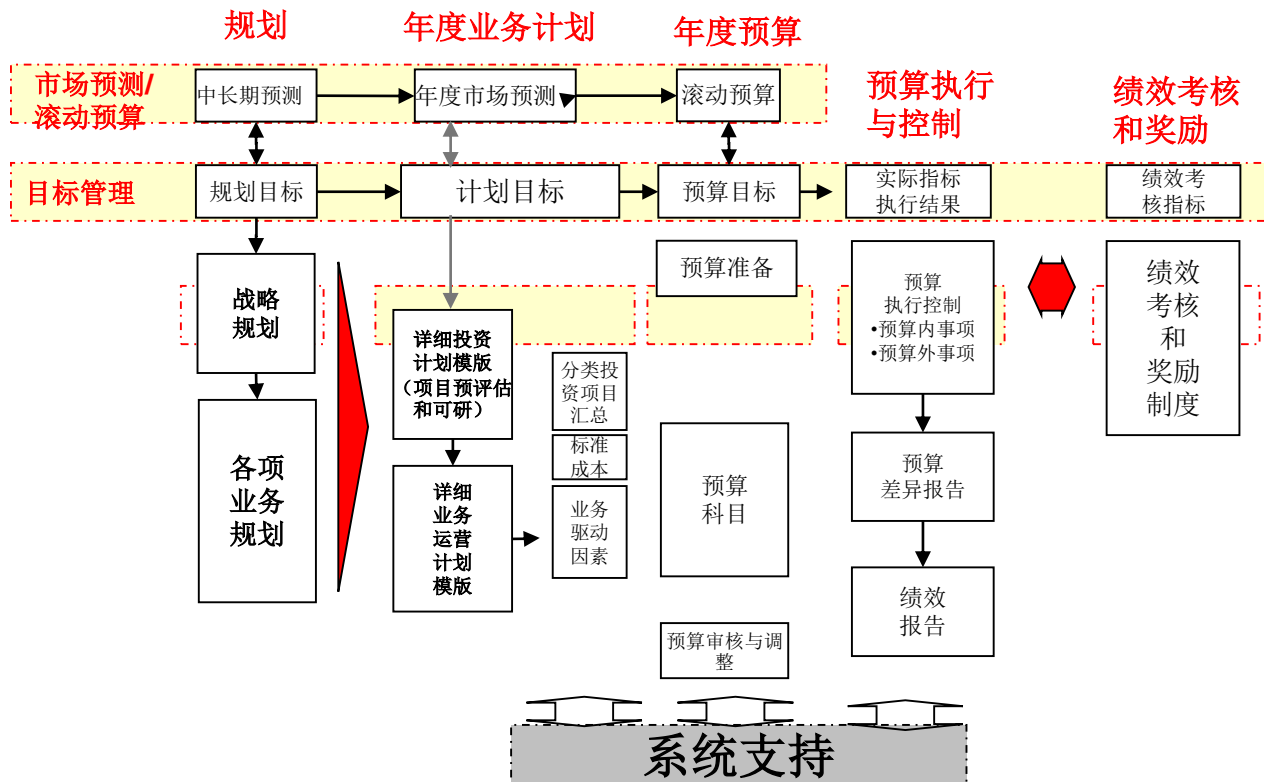 规划
年度业务计划
年度预算
预算执行
与控制
绩效考核
和奖励
市场预测/
滚动预算
中长期预测
年度市场预测
滚动预算
目标管理
规划目标
计划目标
预算目标
实际指标
执行结果
绩效考
核指标
战略
规划
各项
业务
规划
详细投资
计划模版
（项目预评估
和可研）
详细
业务
运营
计划
模版
分类投
资项目
汇总
标准
成本
业务
驱动
因素
预算准备
预算
科目
预算审核与调
整
预算
执行控制
•预算内事项
•预算外事项
预算
差异报告
绩效
报告
绩效
考核
和
奖励
制度
系统支持